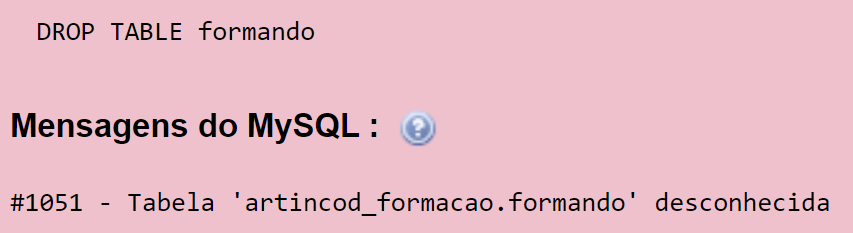 DROP TABLE formando
Mensagens do MySQL :
#1051 - Tabela 'artincod_formacao.formando' desconhecida